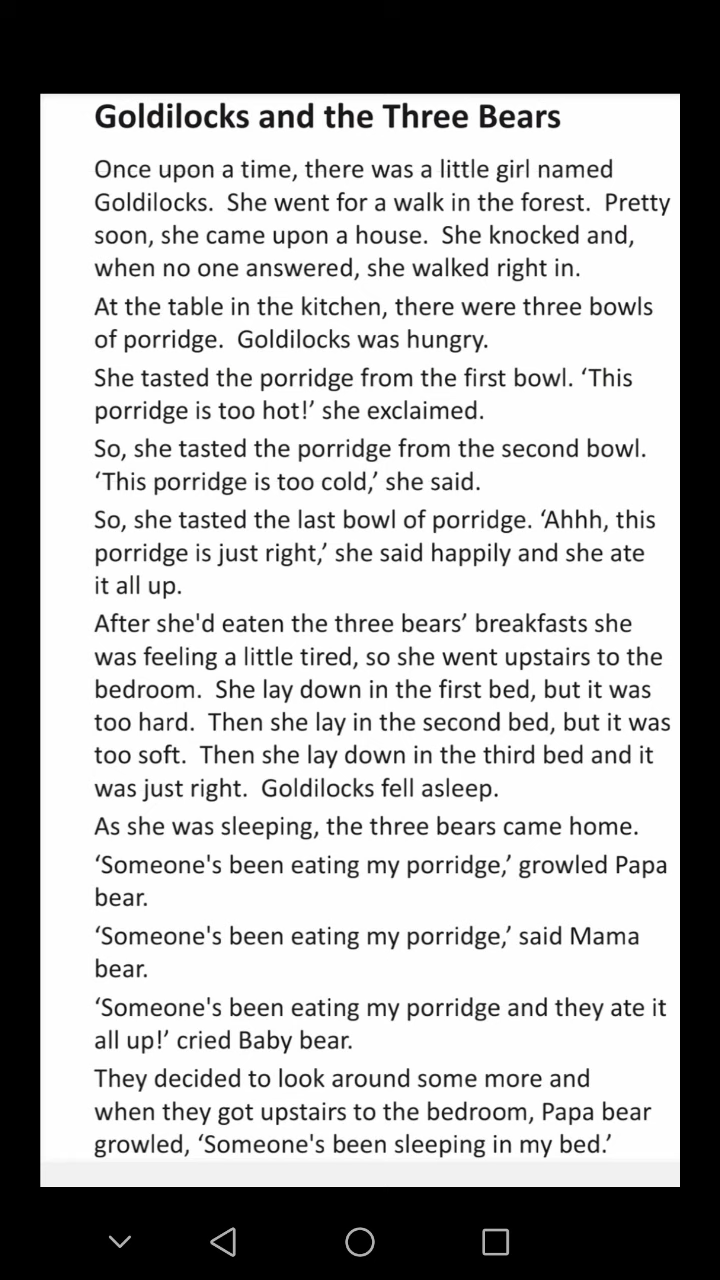 Goldilocks and the Three Bears
Once upon a time, there was a little girl named
Goldilocks.  She went for a walk in the forest.  Pretty
soon, she came upon a house.  She knocked and,
when no one answered, she walked right in.
At the table in the kitchen, there were three bowls
of porridge.  Goldilocks was hungry.
She tasted the porridge from the first bowl. ‘This
porridge is too hot!’ she exclaimed.
So, she tasted the porridge from the second bowl.
‘This porridge is too cold,’ she said.
So, she tasted the last bowl of porridge. ‘Ahhh, this
porridge is just right,’ she said happily and she ate
it all up.
After she'd eaten the three bears’ breakfasts she
was feeling a little tired, so she went upstairs to the
bedroom.  She lay down in the first bed, but it was
too hard.  Then she lay in the second bed, but it was
too soft.  Then she lay down in the third bed and it
was just right.  Goldilocks fell asleep.
As she was sleeping, the three bears came home.
‘Someone's been eating my porridge,’ growled Papa
bear.
‘Someone's been eating my porridge,’ said Mama
bear.
‘Someone's been eating my porridge and they ate it
all up!’ cried Baby bear.
They decided to look around some more and
when they got upstairs to the bedroom, Papa bear
growled, ‘Someone's been sleeping in my bed.’